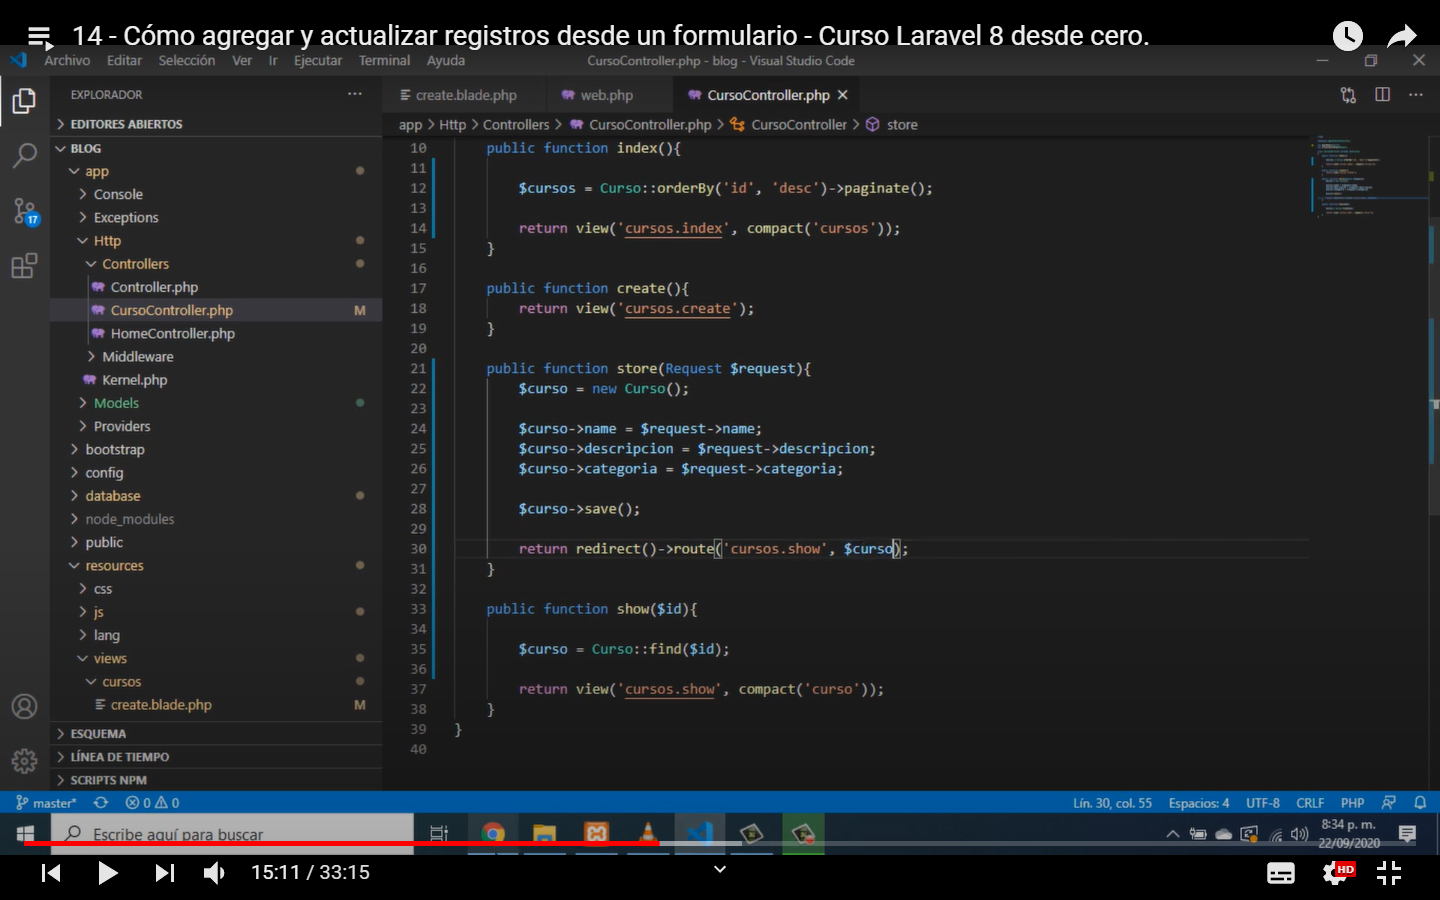 14 - Cómo agregar y actualizar registros desde un formulario - Curso Laravel 8 desde cero.
Archivo Editar Selección Ver Ir Ejecutar Terminal Ayuda
CursoController.php - blog - Visual Studio Code
EXPLORADOR
EDITORES ABIERTOS
BLOG
app
Console
Exceptions
Http
Controllers
Controller.php
CursoController.php M
HomeController.php
Middleware
Kernel.php
Models
Providers
bootstrap
config
database
node_modules
public
resources
css
js
lang
views
cursos
create.blade.php M
ESQUEMA
LÍNEA DE TIEMPO
SCRIPTS NPM
17
create.blade.php web.php CursoController.php
app > Http > Controllers > CursoController.php > CursoController > store
10 public function index(){
11
12 $cursos = Curso::orderBy('id', 'desc')->paginate();
13
14 return view('cursos.index', compact('cursos'));
15 }
16
17 public function create(){
18 return view('cursos.create');
19 }
20
21 public function store(Request $request){
22 $curso = new Curso();
23
24 $curso->name = $request->name;
25 $curso->descripcion = $request->descripcion;
26 $curso->categoria = $request->categoria;
27
28 $curso->save();
29
30 return redirect()->route('cursos.show', $curso);
31 }
32
33 public function show($id){
34
35 $curso = Curso::find($id);
36
37 return view('cursos.show', compact('curso'));
38 }
39 }
40
master* 0 0
Lín. 30, col. 55 Espacios: 4 UTF-8 CRLF PHP
Escribe aquí para buscar
8:34 p. m.
22/09/2020
15:11 / 33:15
HD